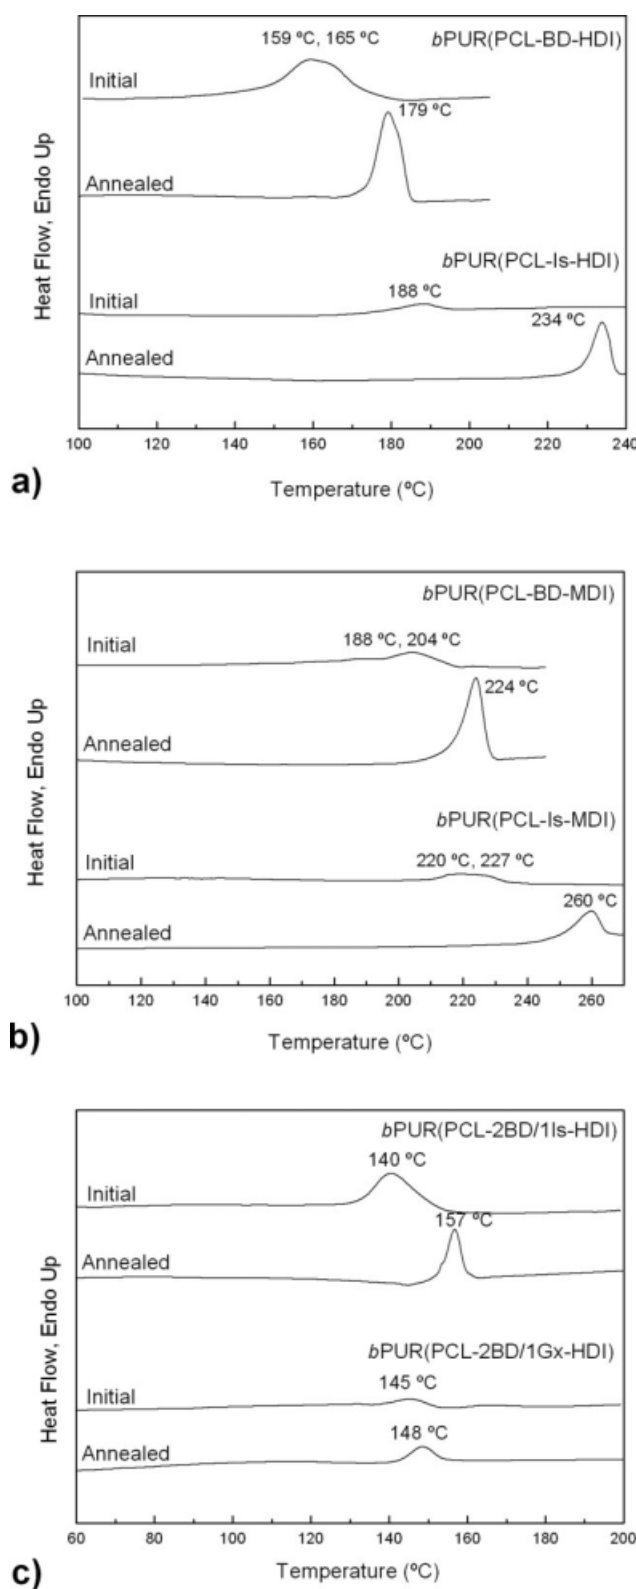 159 ºC, 165 ºC
bPUR(PCL-BD-HDI)
Initial
179 ºC
Annealed
bPUR(PCL-Is-HDI)
Initial
188 ºC
234 ºC
Annealed
Heat Flow, Endo Up
100 120 140 160 180 200 220 240
Temperature (ºC)
a)
bPUR(PCL-BD-MDI)
Initial
188 ºC, 204 ºC
224 ºC
Annealed
bPUR(PCL-Is-MDI)
Initial
220 ºC, 227 ºC
260 ºC
Annealed
Heat Flow, Endo Up
100 120 140 160 180 200 220 240 260
Temperature (ºC)
b)
bPUR(PCL-2BD/1Is-HDI)
140 ºC
Initial
157 ºC
Annealed
bPUR(PCL-2BD/1Gx-HDI)
Initial
145 ºC
148 ºC
Annealed
Heat Flow, Endo Up
60 80 100 120 140 160 180 200
Temperature (ºC)
c)